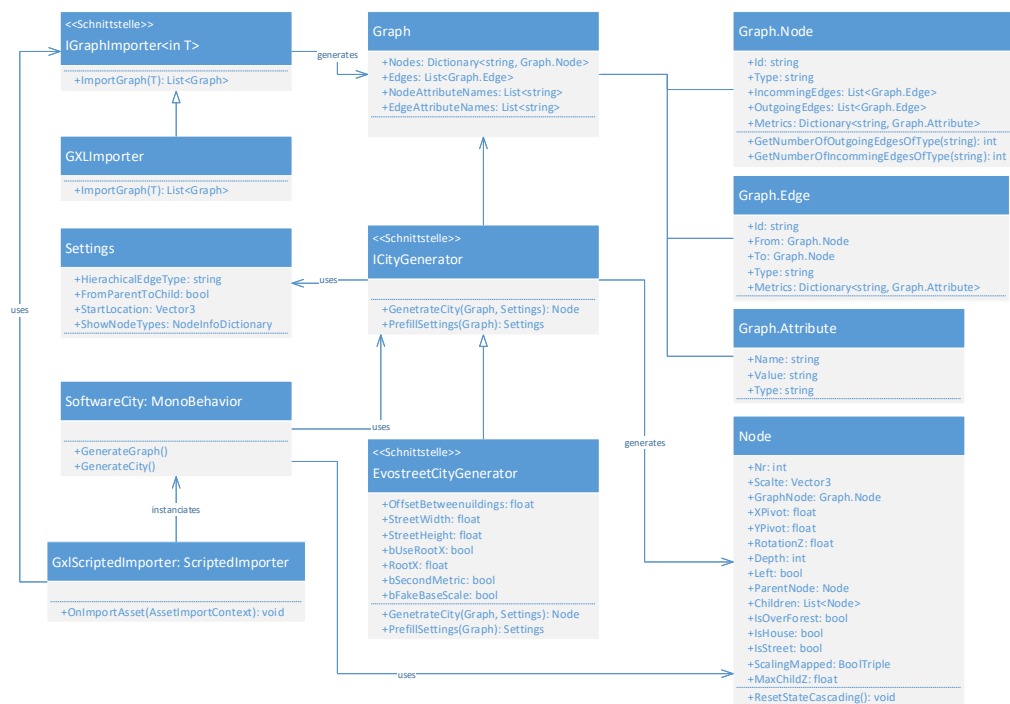 <<Schnittstelle>>
IGraphImporter<in T>
+ImportGraph(T): List<Graph>
generates
Graph
+Nodes: Dictionary<string, Graph.Node>
+Edges: List<Graph.Edge>
+NodeAttributeNames: List<string>
+EdgeAttributeNames: List<string>
Graph.Node
+Id: string
+Type: string
+IncommingEdges: List<Graph.Edge>
+OutgoingEdges: List<Graph.Edge>
+Metrics: Dictionary<string, Graph.Attribute>
+GetNumberOfOutgoingEdgesOfType(string): int
+GetNumberOfIncommingEdgesOfType(string): int
GXLImporter
+ImportGraph(T): List<Graph>
Graph.Edge
+Id: string
+From: Graph.Node
+To: Graph.Node
+Type: string
+Metrics: Dictionary<string, Graph.Attribute>
Settings
+HierachicalEdgeType: string
+FromParentToChild: bool
+StartLocation: Vector3
+ShowNodeTypes: NodeInfoDictionary
uses
<<Schnittstelle>>
ICityGenerator
+GenetrateCity(Graph, Settings): Node
+PrefillSettings(Graph): Settings
uses
Graph.Attribute
+Name: string
+Value: string
+Type: string
SoftwareCity: MonoBehavior
+GenerateGraph()
+GenerateCity()
uses
generates
instanciates
<<Schnittstelle>>
EvostreetCityGenerator
+OffsetBetweenuildings: float
+StreetWidth: float
+StreetHeight: float
+bUseRootX: bool
+RootX: float
+bSecondMetric: bool
+bFakeBaseScale: bool
+GenetrateCity(Graph, Settings): Node
+PrefillSettings(Graph): Settings
Node
+Nr: int
+Scalte: Vector3
+GraphNode: Graph.Node
+XPivot: float
+YPivot: float
+RotationZ: float
+Depth: int
+Left: bool
+ParentNode: Node
+Children: List<Node>
+IsOverForest: bool
+IsHouse: bool
+IsStreet: bool
+ScalingMapped: BoolTriple
+MaxChildZ: float
+ResetStateCascading(): void
GxlScriptedImporter: ScriptedImporter
+OnImportAsset(AssetImportContext): void
uses